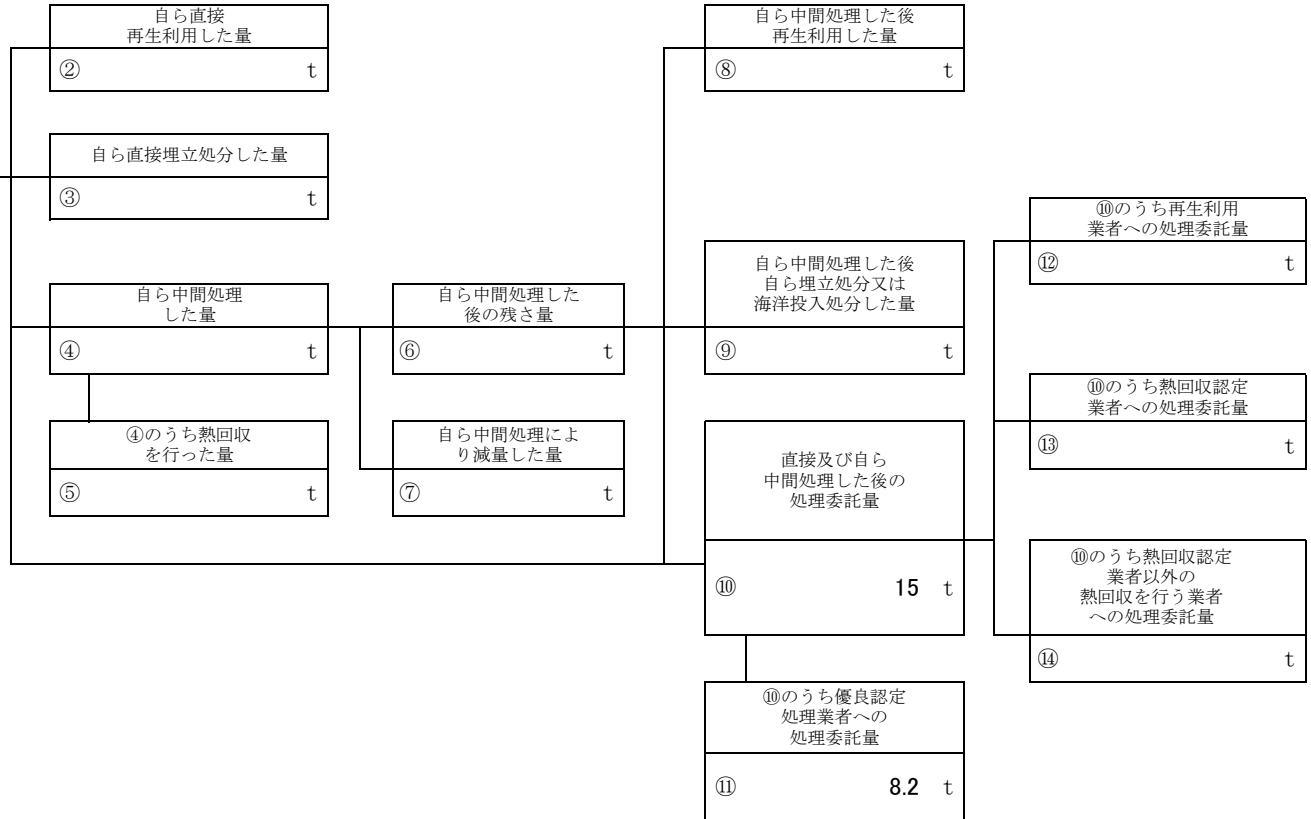 自ら直接
再生利用した量
② t
自ら直接埋立処分した量
③ t
自ら中間処理
した量
④ t
④のうち熱回収
を行った量
⑤ t
自ら中間処理した
後の残さ量
⑥ t
自ら中間処理によ
り減量した量
⑦ t
自ら中間処理した後
再生利用した量
⑧ t
自ら中間処理した後
自ら埋立処分又は
海洋投入処分した量
⑨ t
直接及び自ら
中間処理した後の
処理委託量
⑩ 15 t
⑩のうち優良認定
処理業者への
処理委託量
⑪ 8.2 t
⑩のうち再生利用
業者への処理委託量
⑫ t
⑩のうち熱回収認定
業者への処理委託量
⑬ t
⑩のうち熱回収認定
業者以外の
熱回収を行う業者
への処理委託量
⑭ t